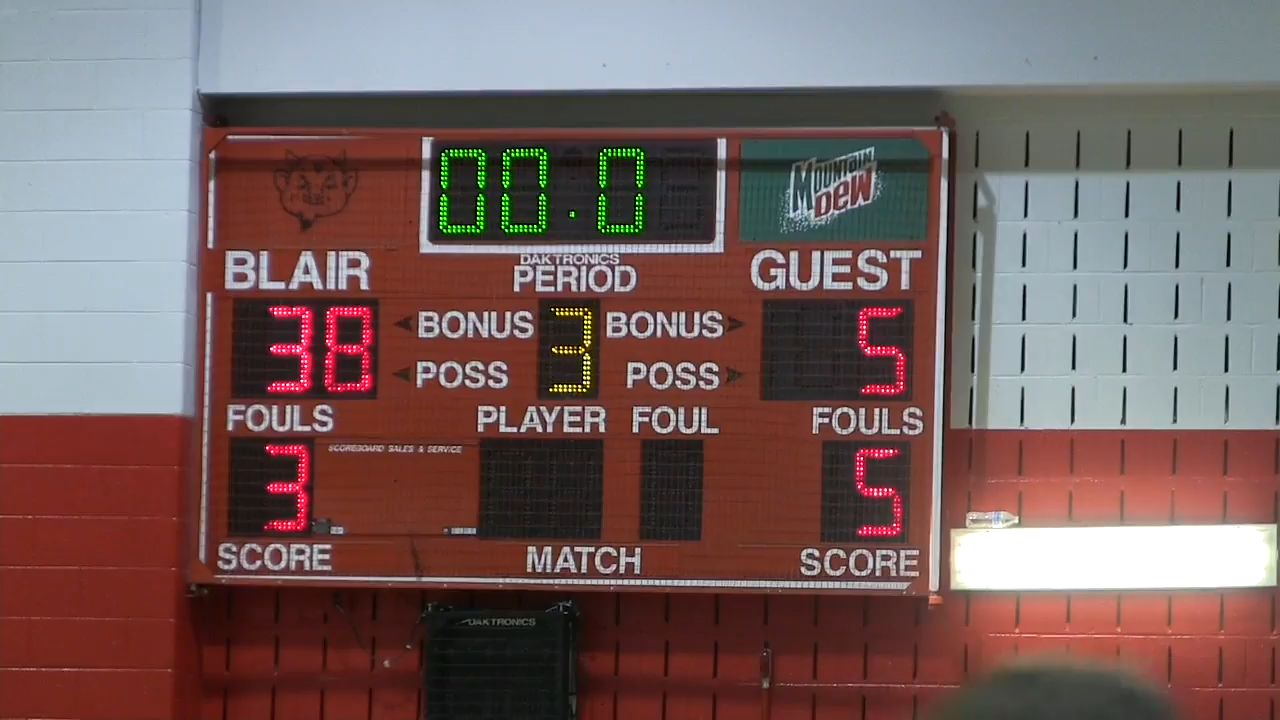 00.0
MOUNTAIN
DEW
BLAIR
DAKTRONICS
PERIOD
GUEST
38
BONUS 3 BONUS
5
POSS POSS
FOULS PLAYER FOUL FOULS
3
SCOREBOARD SALES & SERVICE
5
SCORE MATCH SCORE
DAKTRONICS